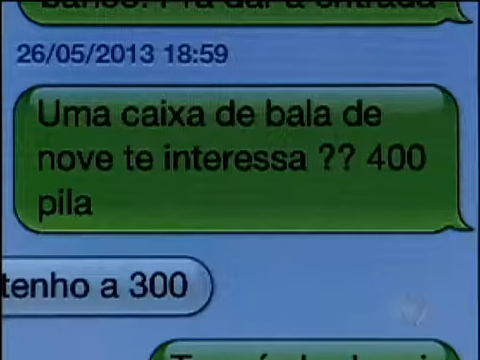 26/05/2013 18:59
Uma caixa de bala de
nove te interessa ?? 400
pila
tenho a 300